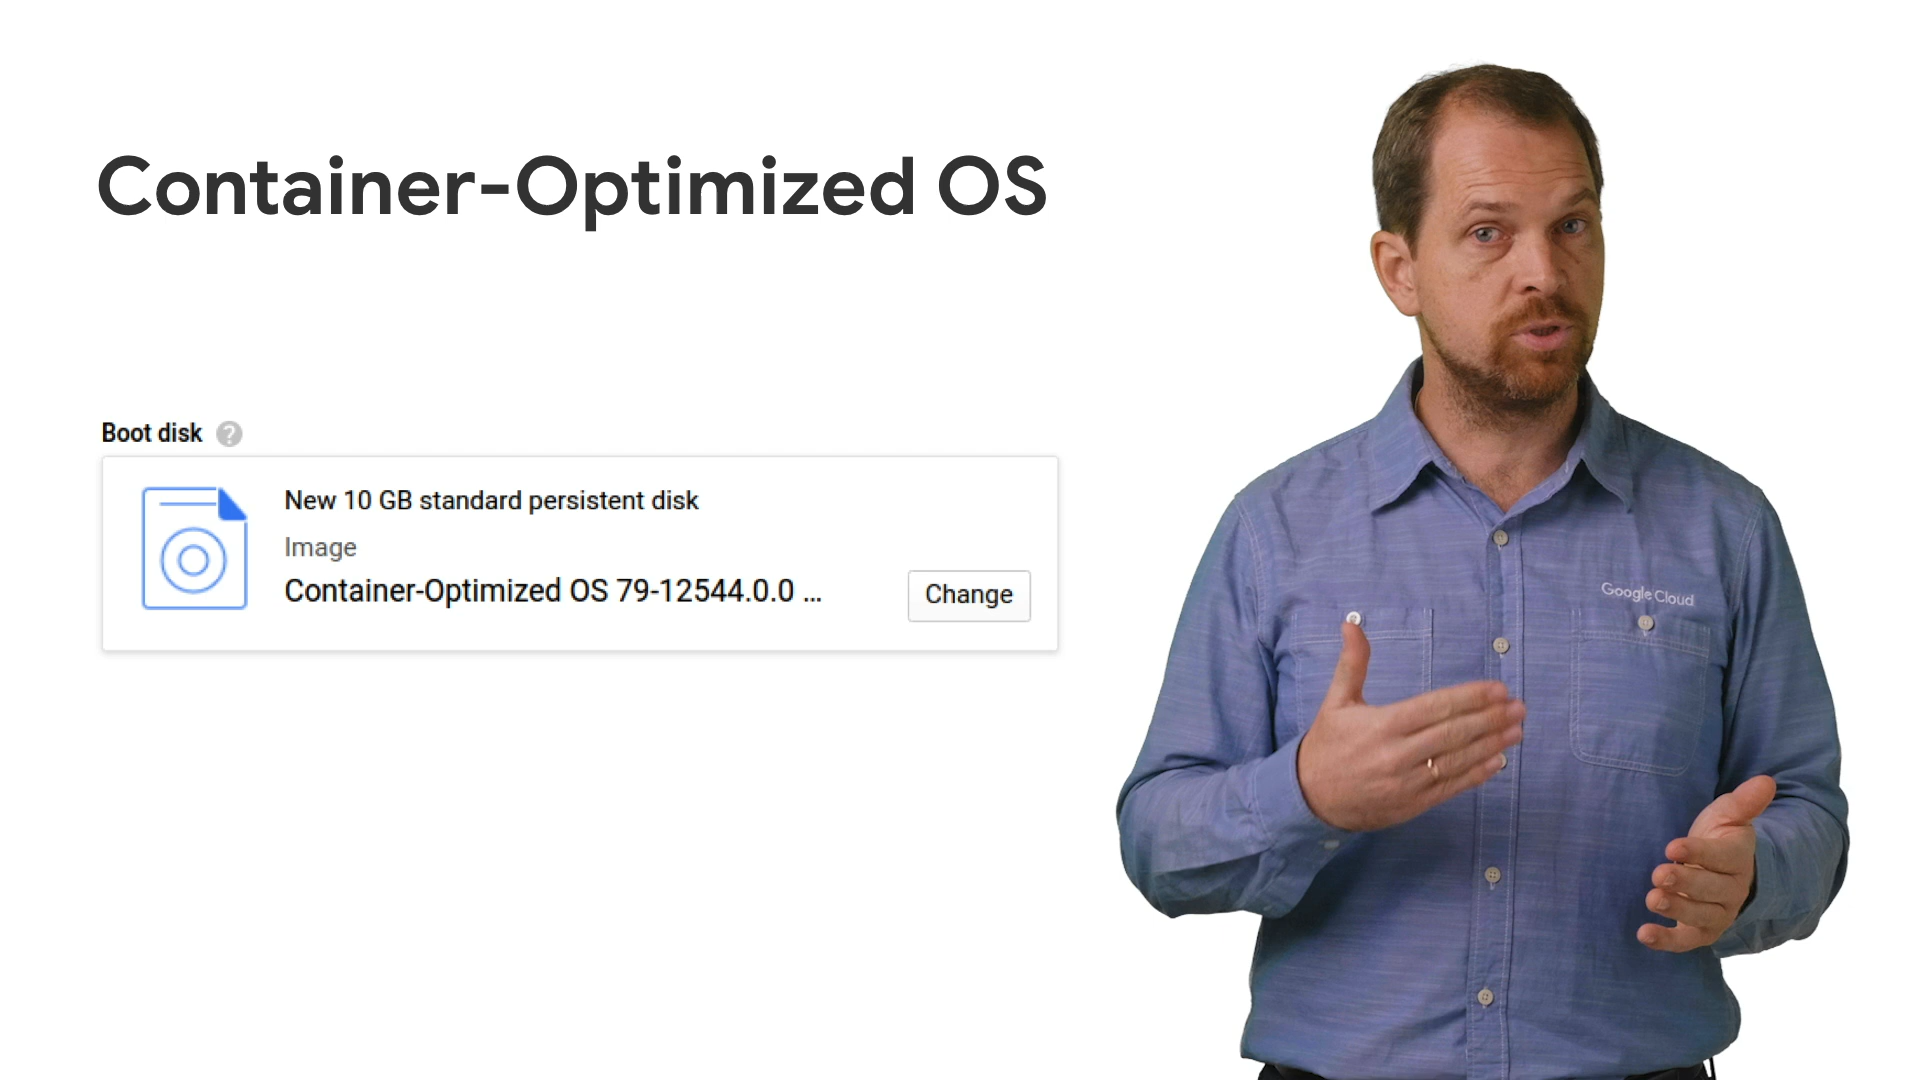 Container-Optimized OS
Boot disk ?
New 10 GB standard persistent disk
Image
Container-Optimized OS 79-12544.0.0 ...
Change
Google Cloud